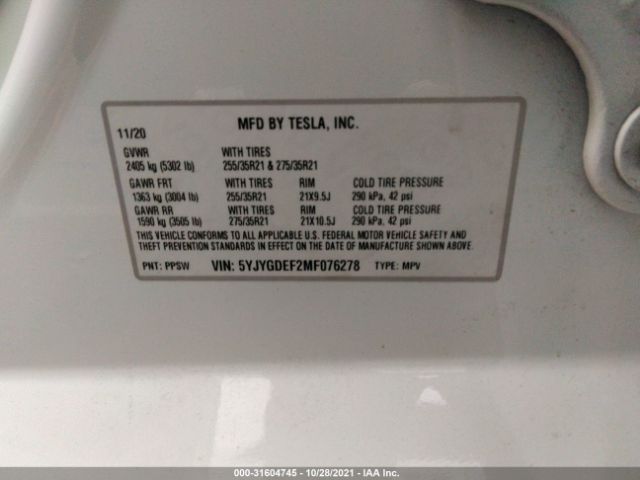 11/20 MFD BY TESLA, INC.
GVWR WITH TIRES
2405 kg (5302 lb) 255/35R21 & 275/35R21
GAWR FRT WITH TIRES RIM COLD TIRE PRESSURE
1363 kg (3004 lb) 255/35R21 21X9.5J 290 kPa, 42 psi
GAWR RR WITH TIRES RIM COLD TIRE PRESSURE
1590 kg (3505 lb) 275/35R21 21X10.5J 290 kPa, 42 psi
THIS VEHICLE CONFORMS TO ALL APPLICABLE U.S. FEDERAL MOTOR VEHICLE SAFETY AND
THEFT PREVENTION STANDARDS IN EFFECT ON THE DATE OF MANUFACTURE SHOWN ABOVE.
PNT: PPSW VIN: 5YJYGDEF2MF076278 TYPE: MPV
000-31604745 - 10/28/2021 - IAA Inc.